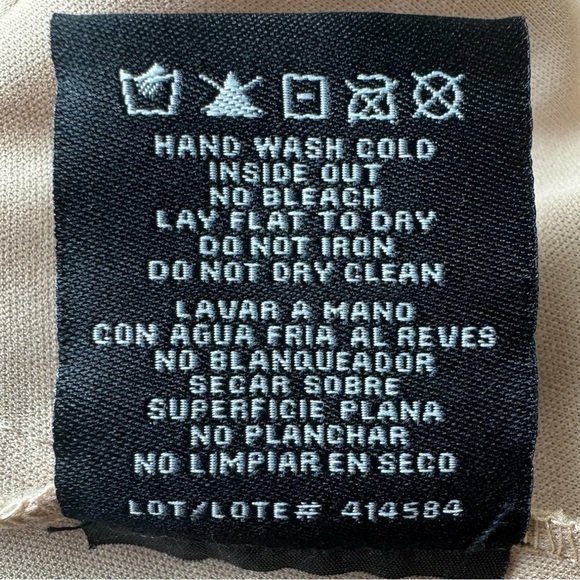 HAND WASH COLD
INSIDE OUT
NO BLEACH
LAY FLAT TO DRY
DO NOT IRON
DO NOT DRY CLEAN
LAVAR A MANO
CON AGUA FRIA AL REVES
NO BLANQUEADOR
SECAR SOBRE
SUPERFICIE PLANA
NO PLANCHAR
NO LIMPIAR EN SECO
LOT/LOTE# 414584